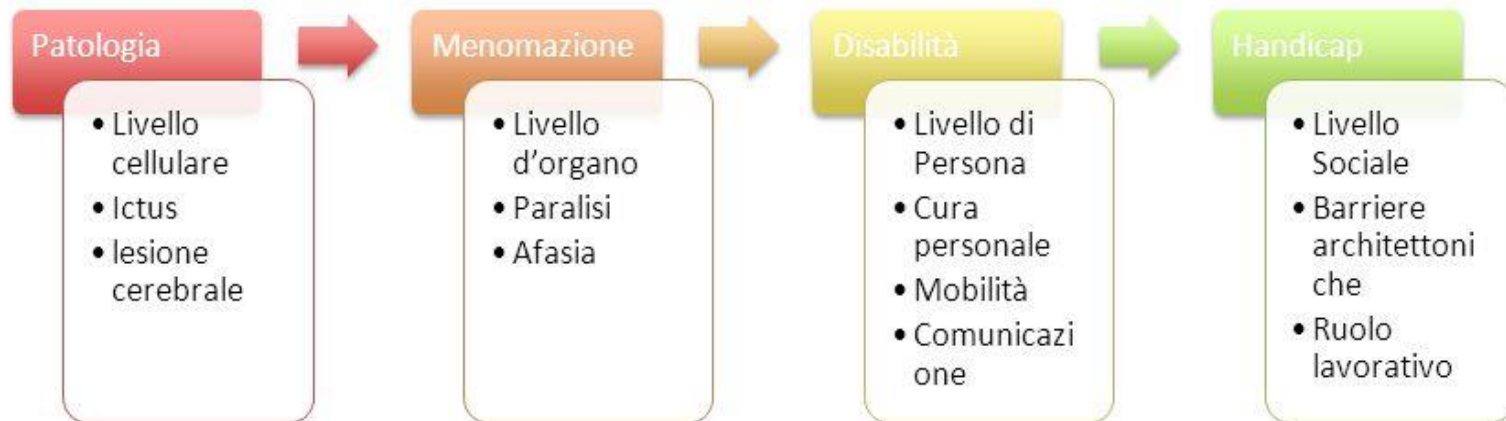 Patologia
• Livello
cellulare
• Ictus
• lesione
cerebrale
Menomazione
• Livello
d'organo
• Paralisi
• Afasia
Disabilità
• Livello di
Persona
• Cura
personale
• Mobilità
• Comunicazi
one
Handicap
• Livello
Sociale
• Barriere
architettoni
che
• Ruolo
lavorativo